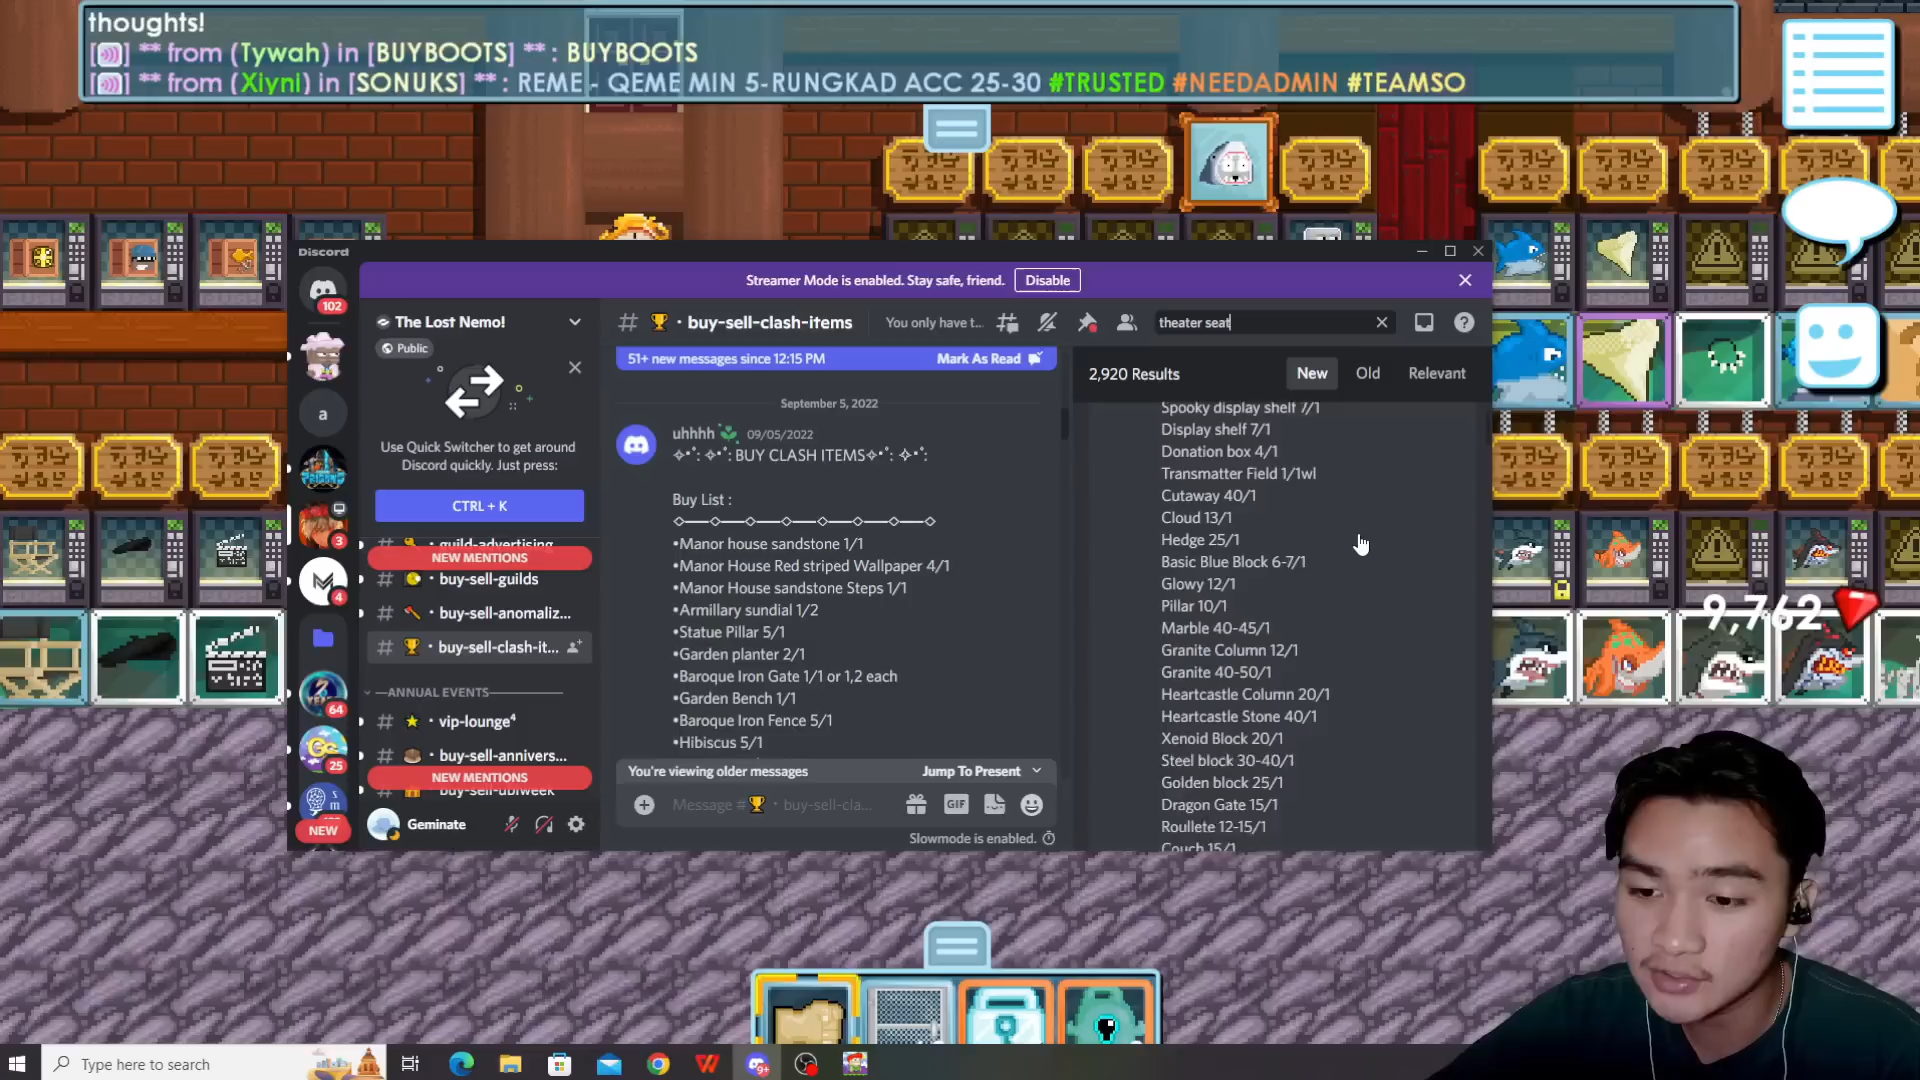 thoughts!
** from (Tywah) in [BUYBOOTS] ** : BUYBOOTS
** from (Xiyni) in [SONUKS] ** : REME - QEME MIN 5-RUNGKAD ACC 25-30 #TRUSTED #NEEDADMIN #TEAMSO
Discord
Streamer Mode is enabled. Stay safe, friend. Disable
102
The Lost Nemo!
Public
a
Use Quick Switcher to get around
Discord quickly. Just press:
CTRL + K
3
guild-advertising
NEW MENTIONS
# · buy-sell-guilds
4
# · buy-sell-anomaliz...
# · buy-sell-clash-it...
—ANNUAL EVENTS———
64
# · vip-lounge⁴
25
# · buy-sell-annivers...
NEW MENTIONS
NEW
Geminate
# · buy-sell-clash-items
You only have t...
theater seat
51+ new messages since 12:15 PM Mark As Read
September 5, 2022
uhhhh 09/05/2022
✧•˚: ✧•˚: BUY CLASH ITEMS✧•˚: ✧•˚:
Buy List :
◇——◇——◇——◇——◇——◇——◇
•Manor house sandstone 1/1
•Manor House Red striped Wallpaper 4/1
•Manor House sandstone Steps 1/1
•Armillary sundial 1/2
•Statue Pillar 5/1
•Garden planter 2/1
•Baroque Iron Gate 1/1 or 1,2 each
•Garden Bench 1/1
•Baroque Iron Fence 5/1
•Hibiscus 5/1
You're viewing older messages Jump To Present
Message # · buy-sell-cla...
GIF
Slowmode is enabled.
2,920 Results New Old Relevant
Spooky display shelf 7/1
Display shelf 7/1
Donation box 4/1
Transmatter Field 1/1wl
Cutaway 40/1
Cloud 13/1
Hedge 25/1
Basic Blue Block 6-7/1
Glowy 12/1
Pillar 10/1
Marble 40-45/1
Granite Column 12/1
Granite 40-50/1
Heartcastle Column 20/1
Heartcastle Stone 40/1
Xenoid Block 20/1
Steel block 30-40/1
Golden block 25/1
Dragon Gate 15/1
Roullete 12-15/1
Couch 15/1
9,762
Type here to search
9+